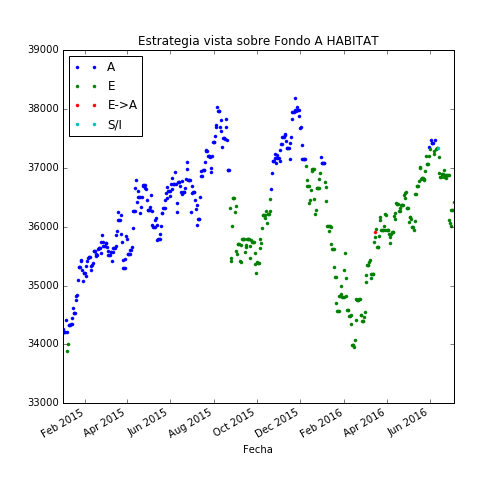 Estrategia vista sobre Fondo A HABITAT
39000
38000
37000
36000
35000
34000
33000
A
E
E->A
S/I
Feb 2015
Apr 2015
Jun 2015
Aug 2015
Oct 2015
Dec 2015
Feb 2016
Apr 2016
Jun 2016
Fecha